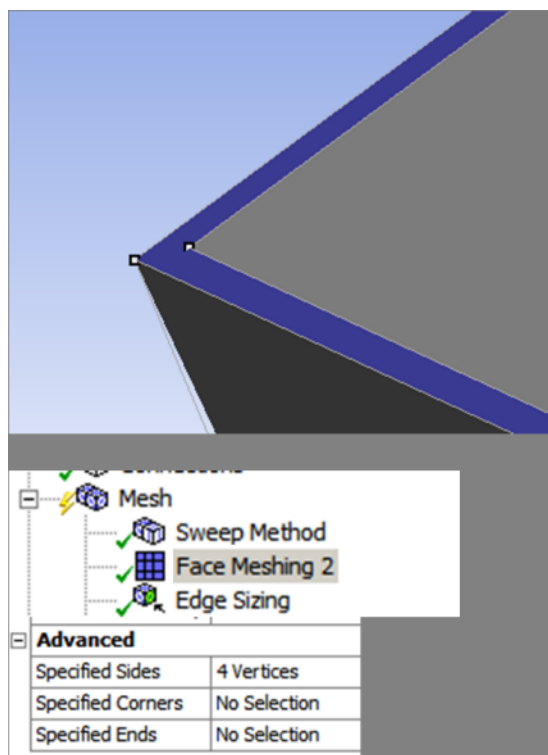 Connections
Mesh
Sweep Method
Face Meshing 2
Edge Sizing
Advanced
Specified Sides 4 Vertices
Specified Corners No Selection
Specified Ends No Selection